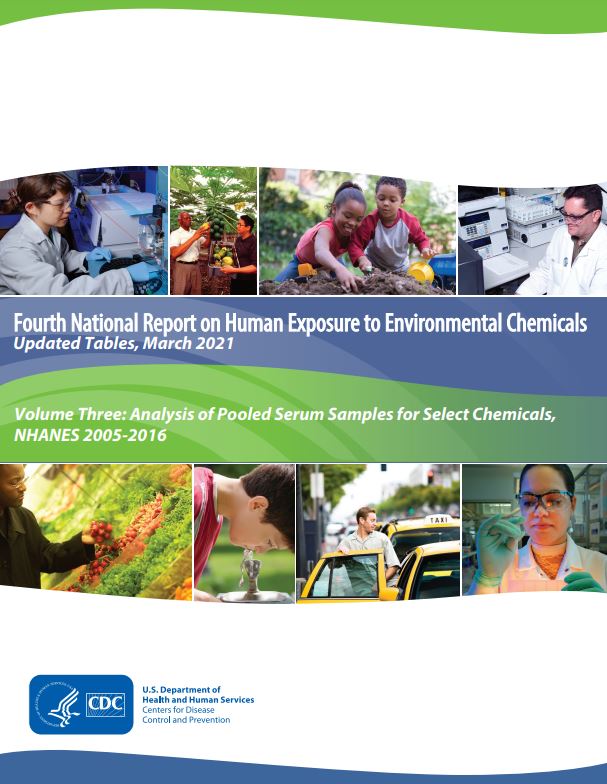 Fourth National Report on Human Exposure to Environmental Chemicals
Updated Tables, March 2021
Volume Three: Analysis of Pooled Serum Samples for Select Chemicals,
NHANES 2005-2016
TAXI
CDC
U.S. Department of
Health and Human Services
Centers for Disease
Control and Prevention